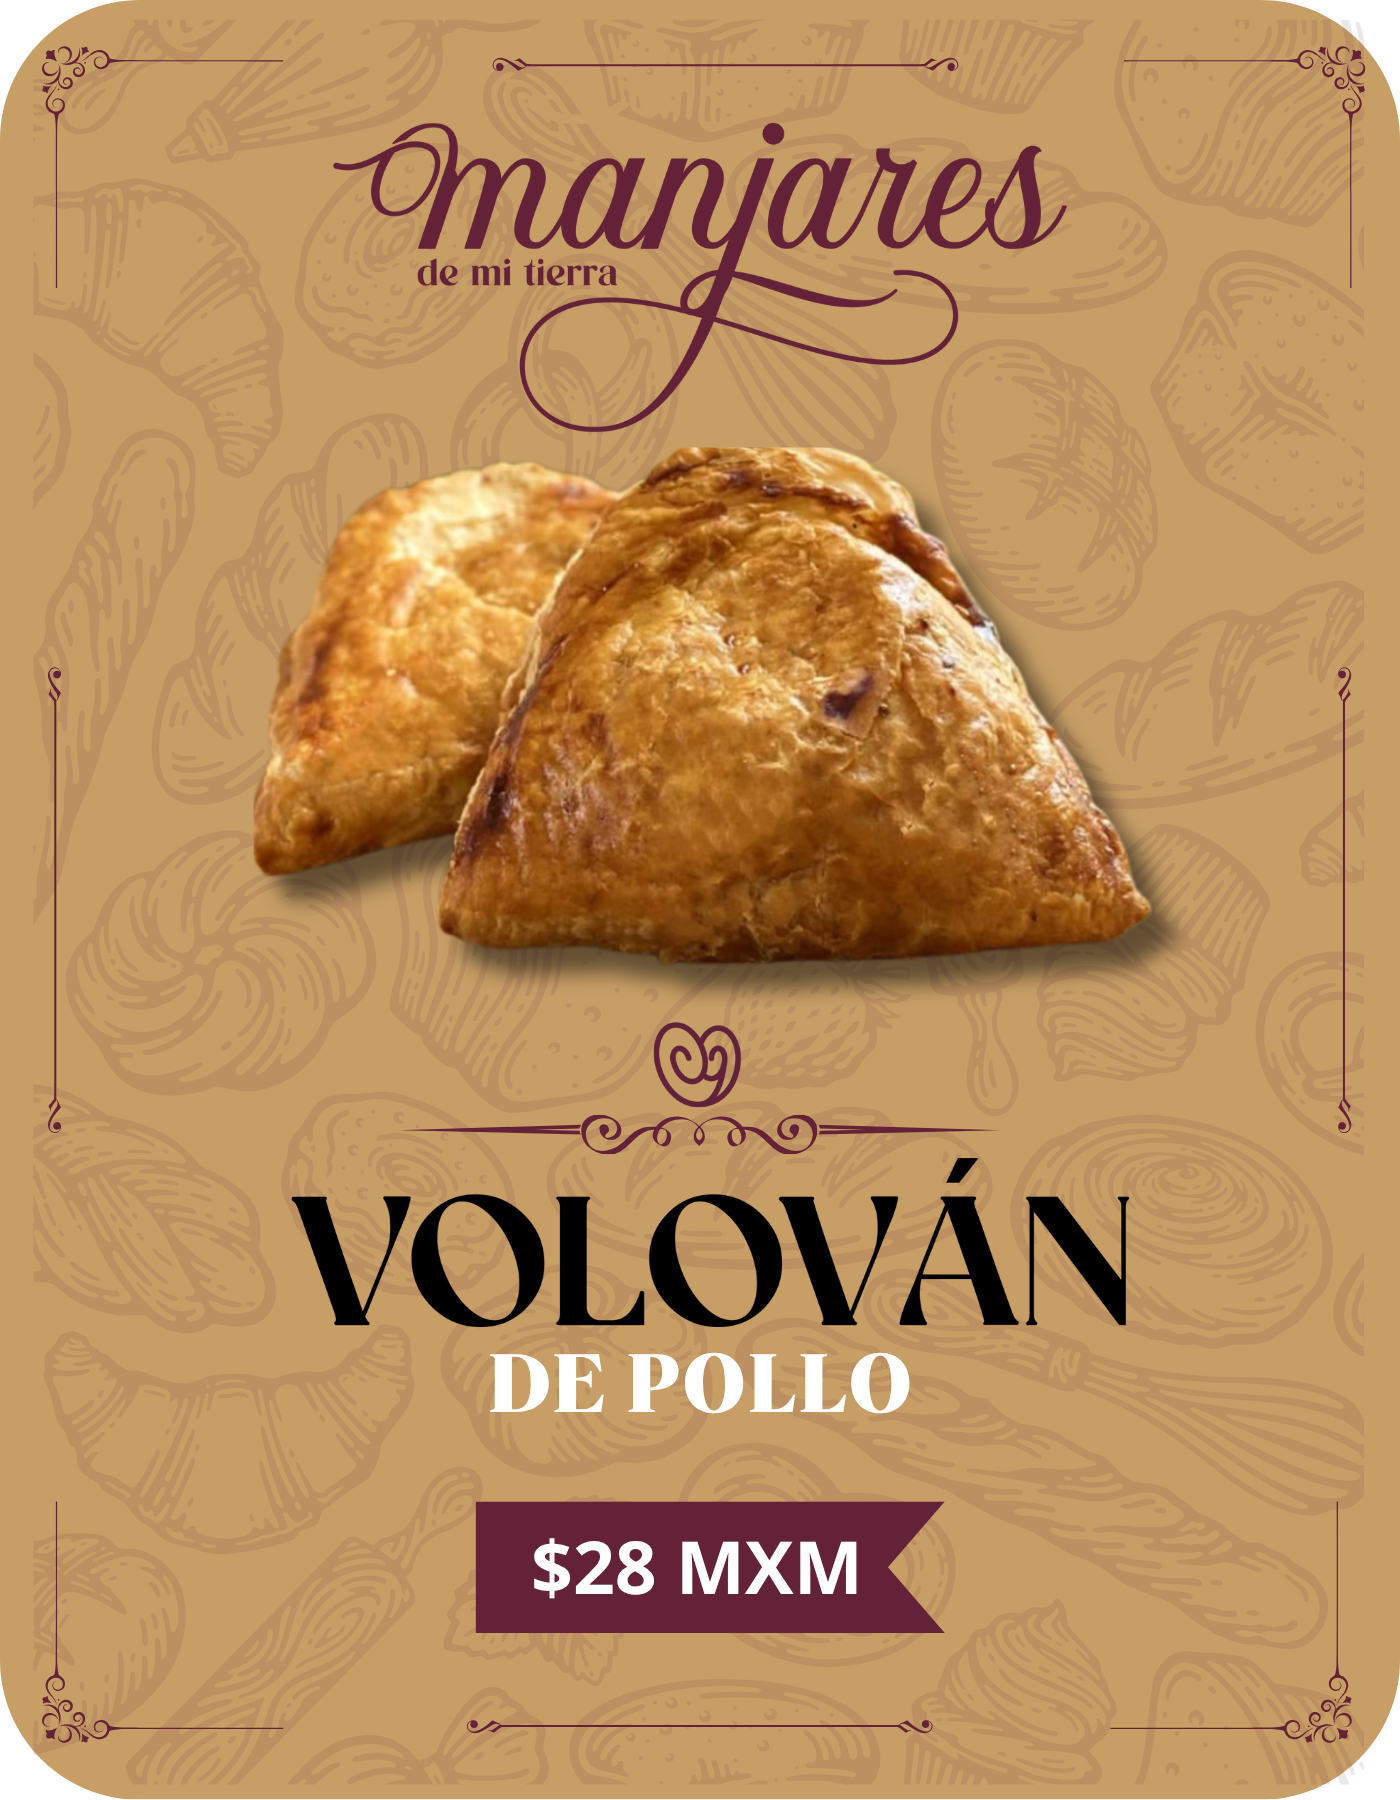 manjares
de mi tierra
VOLOVÁN
DE POLLO
$28 MXM